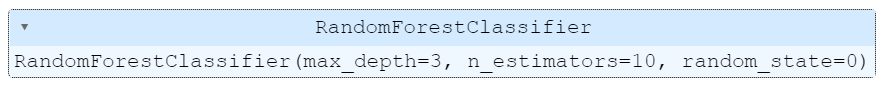 RandomForestClassifier
RandomForestClassifier(max_depth=3, n_estimators=10, random_state=0)